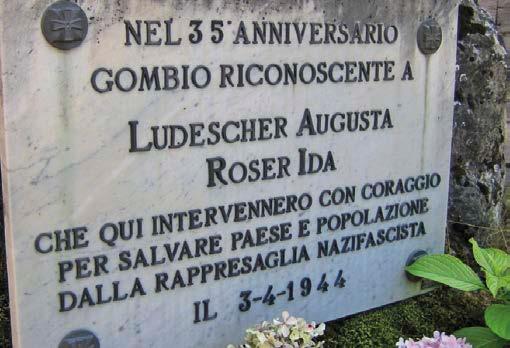 NEL 35° ANNIVERSARIO
GOMBIO RICONOSCENTE A
LUDESCHER AUGUSTA
ROSER IDA
CHE QUI INTERVENNERO CON CORAGGIO
PER SALVARE PAESE E POPOLAZIONE
DALLA RAPPRESAGLIA NAZIFASCISTA
IL 3-4-1944